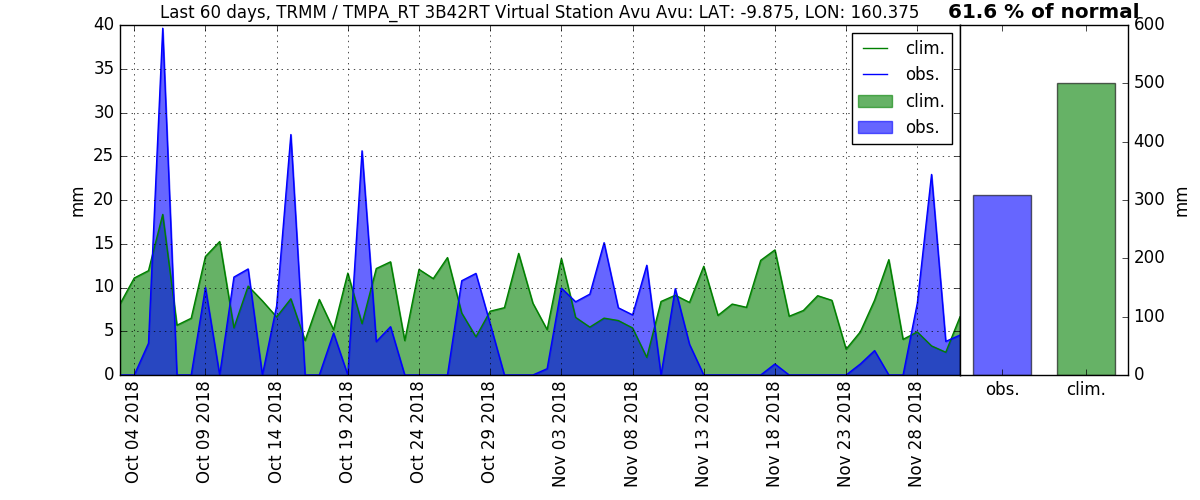 Last 60 days, TRMM / TMPA_RT 3B42RT Virtual Station Avu Avu: LAT: -9.875, LON: 160.375
61.6 % of normal
40
35
30
25
20
15
10
5
0
mm
clim.
obs.
clim.
obs.
600
500
400
300
200
100
0
mm
obs.
clim.
Oct 04 2018
Oct 09 2018
Oct 14 2018
Oct 19 2018
Oct 24 2018
Oct 29 2018
Nov 03 2018
Nov 08 2018
Nov 13 2018
Nov 18 2018
Nov 23 2018
Nov 28 2018